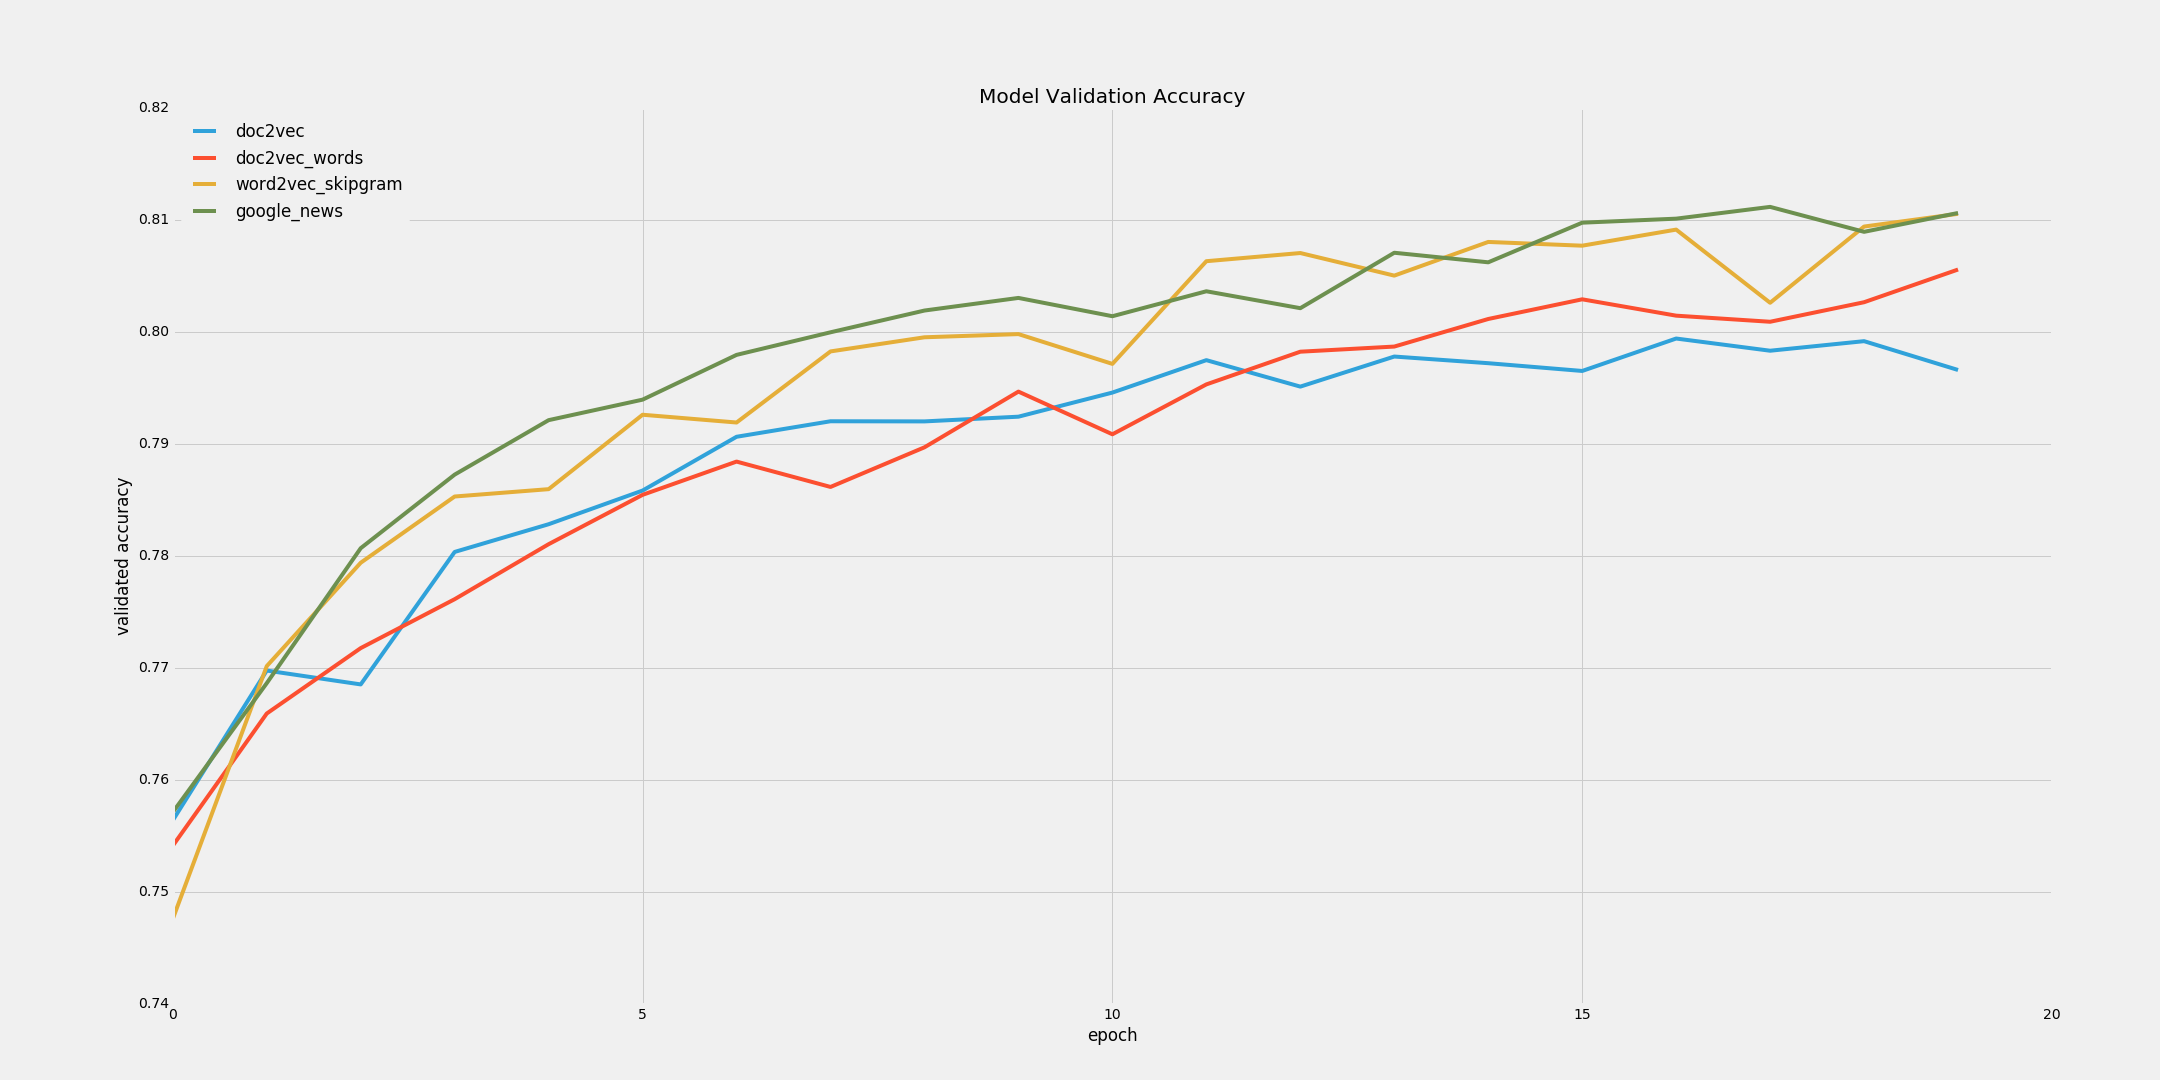 Model Validation Accuracy
0.82
doc2vec
doc2vec_words
word2vec_skipgram
google_news
0.81
0.80
0.79
0.78
0.77
0.76
0.75
0.74
validated accuracy
0 5 10 15 20
epoch